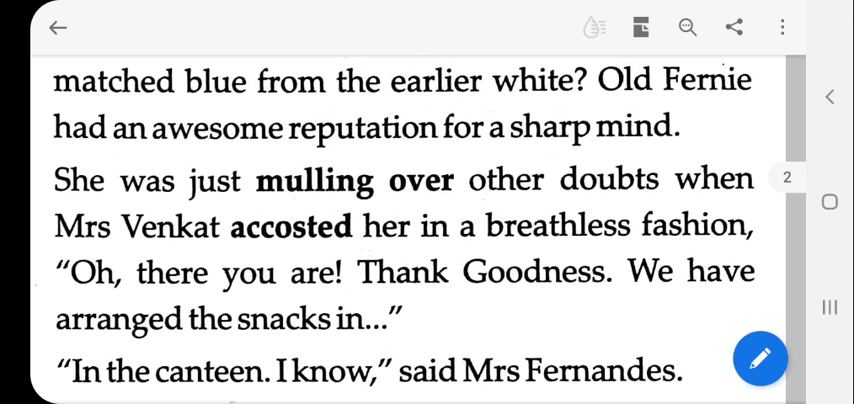 matched blue from the earlier white? Old Fernie
had an awesome reputation for a sharp mind.
She was just mulling over other doubts when
2
Mrs Venkat accosted her in a breathless fashion,
“Oh, there you are! Thank Goodness. We have
arranged the snacks in...”
“In the canteen. I know,” said Mrs Fernandes.